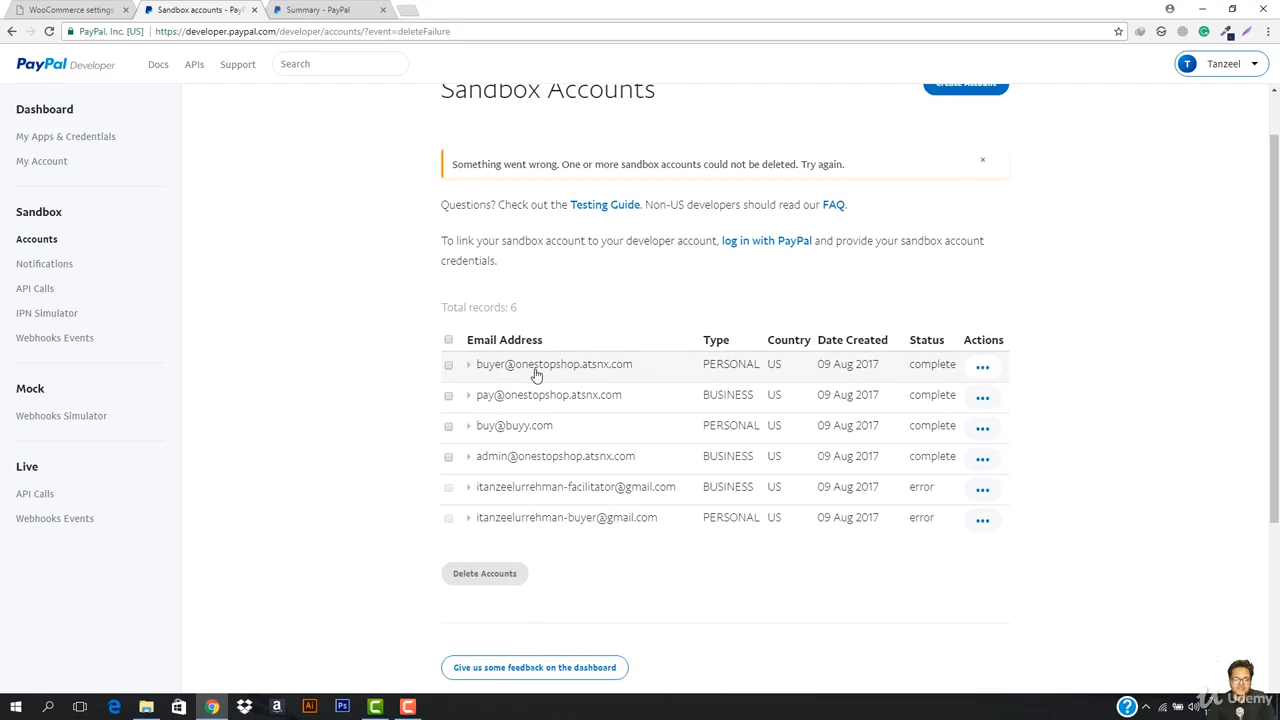 WooCommerce settings
Sandbox accounts - PayP
Summary - PayPal
PayPal, Inc. [US]
https://developer.paypal.com/developer/accounts/?event=deleteFailure
PayPal Developer
Docs
APIs
Support
Search
T
Tanzeel
Dashboard
My Apps & Credentials
My Account
Sandbox
Accounts
Notifications
API Calls
IPN Simulator
Webhooks Events
Mock
Webhooks Simulator
Live
API Calls
Webhooks Events
Sandbox Accounts
Create Account
Something went wrong. One or more sandbox accounts could not be deleted. Try again.
Questions? Check out the Testing Guide. Non-US developers should read our FAQ.
To link your sandbox account to your developer account, log in with PayPal and provide your sandbox account
credentials.
Total records: 6
Email Address Type Country Date Created Status Actions
buyer@onestopshop.atsnx.com PERSONAL US 09 Aug 2017 complete
pay@onestopshop.atsnx.com BUSINESS US 09 Aug 2017 complete
buy@buyy.com PERSONAL US 09 Aug 2017 complete
admin@onestopshop.atsnx.com BUSINESS US 09 Aug 2017 complete
itanzeelurrehman-facilitator@gmail.com BUSINESS US 09 Aug 2017 error
itanzeelurrehman-buyer@gmail.com PERSONAL US 09 Aug 2017 error
Delete Accounts
Give us some feedback on the dashboard
Udemy